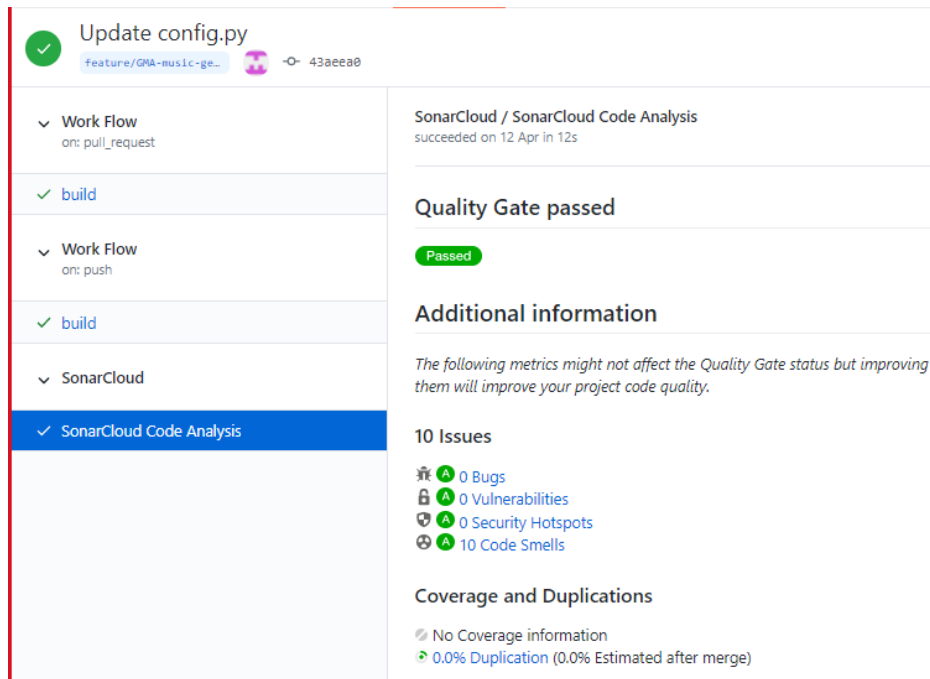 Update config.py
feature/GMA-music-ge…
43aeea0
Work Flow
on: pull_request
build
Work Flow
on: push
build
SonarCloud
SonarCloud Code Analysis
SonarCloud / SonarCloud Code Analysis
succeeded on 12 Apr in 12s
Quality Gate passed
Passed
Additional information
The following metrics might not affect the Quality Gate status but improving
them will improve your project code quality.
10 Issues
A 0 Bugs
A 0 Vulnerabilities
A 0 Security Hotspots
A 10 Code Smells
Coverage and Duplications
No Coverage information
0.0% Duplication (0.0% Estimated after merge)